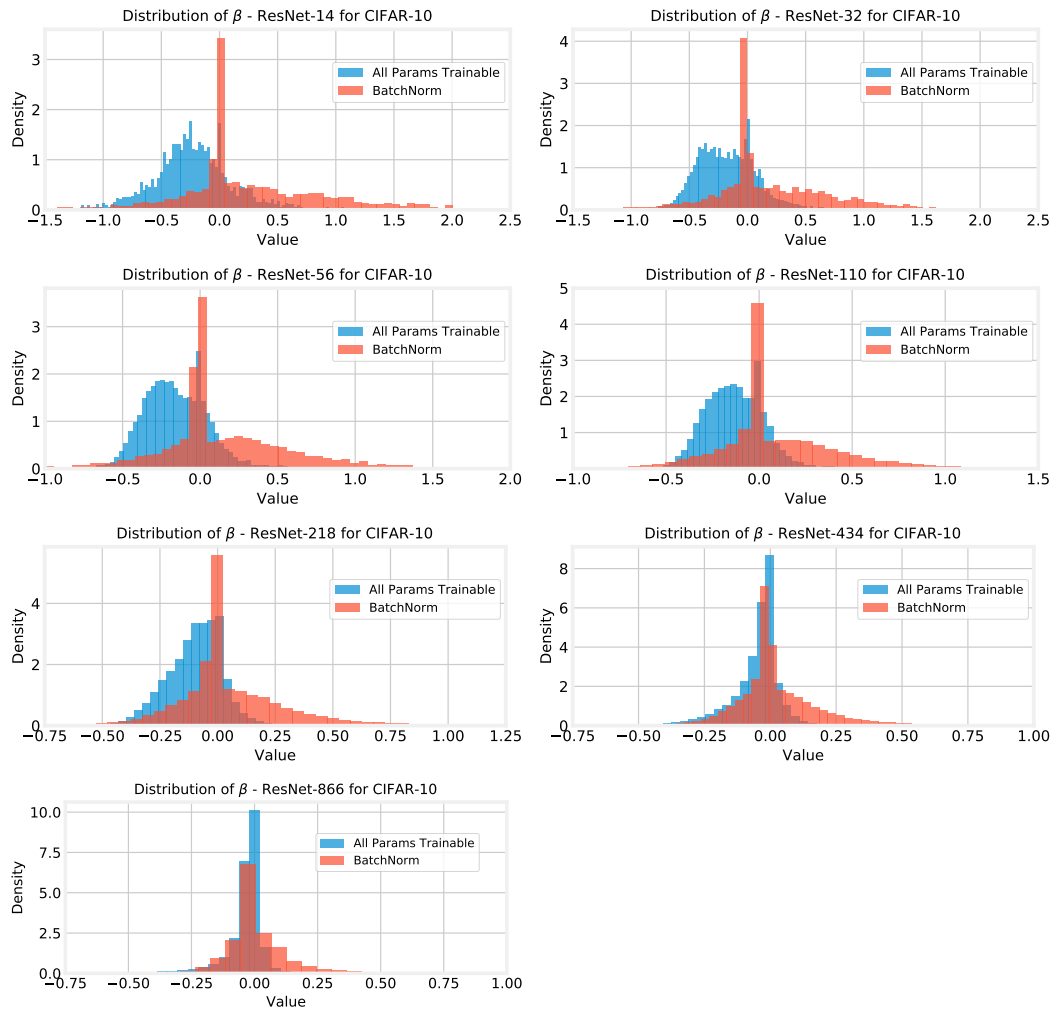 Distribution of β - ResNet-14 for CIFAR-10
Density
3
2
1
0
All Params Trainable
BatchNorm
−1.5 −1.0 −0.5 0.0 0.5 1.0 1.5 2.0 2.5
Value
Distribution of β - ResNet-32 for CIFAR-10
Density
4
3
2
1
0
All Params Trainable
BatchNorm
−1.5 −1.0 −0.5 0.0 0.5 1.0 1.5 2.0 2.5
Value
Distribution of β - ResNet-56 for CIFAR-10
Density
3
2
1
0
All Params Trainable
BatchNorm
−1.0 −0.5 0.0 0.5 1.0 1.5 2.0
Value
Distribution of β - ResNet-110 for CIFAR-10
Density
5
4
3
2
1
All Params Trainable
BatchNorm
−1.0 −0.5 0.0 0.5 1.0 1.5
Value
Distribution of β - ResNet-218 for CIFAR-10
Density
4
2
0
All Params Trainable
BatchNorm
−0.75 −0.50 −0.25 0.00 0.25 0.50 0.75 1.00 1.25
Value
Distribution of β - ResNet-434 for CIFAR-10
Density
8
6
4
2
0
All Params Trainable
BatchNorm
−0.75 −0.50 −0.25 0.00 0.25 0.50 0.75 1.00
Value
Distribution of β - ResNet-866 for CIFAR-10
Density
10.0
7.5
5.0
2.5
0.0
All Params Trainable
BatchNorm
−0.75 −0.50 −0.25 0.00 0.25 0.50 0.75 1.00
Value